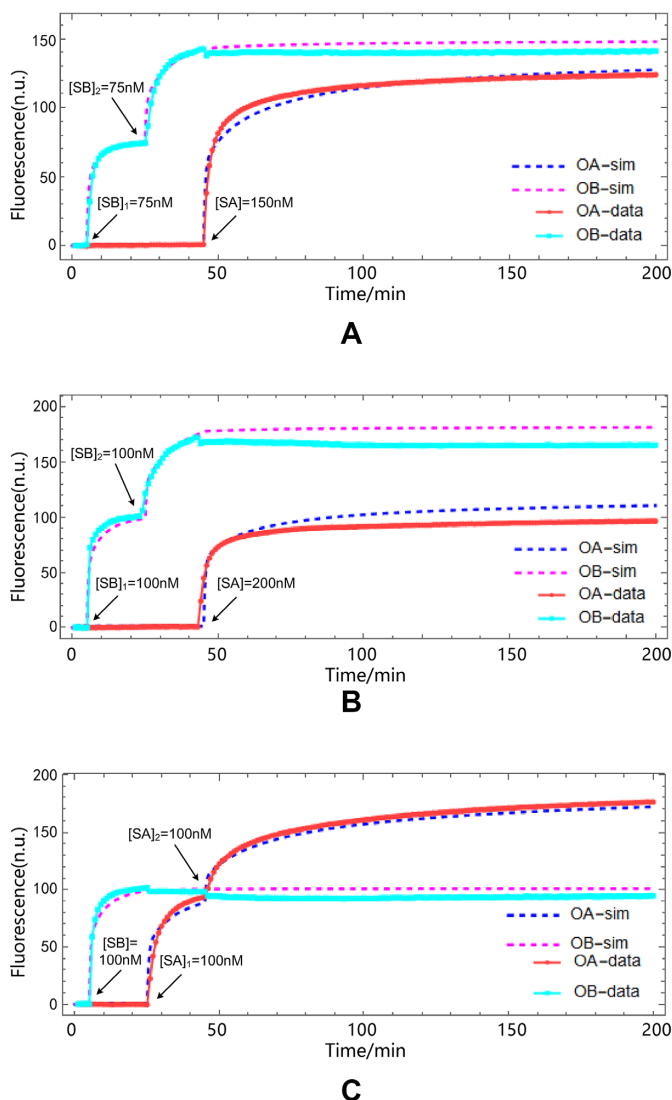 150
100
50
0
Fluorescence(n.u.)
[SB]₂=75nM
[SB]₁=75nM
[SA]=150nM
OA−sim
OB−sim
OA−data
OB−data
0 50 100 150 200
Time/min
A
200
150
100
50
0
Fluorescence(n.u.)
[SB]₂=100nM
[SB]₁=100nM
[SA]=200nM
OA−sim
OB−sim
OA−data
OB−data
0 50 100 150 200
Time/min
B
200
150
100
50
0
Fluorescence(n.u.)
[SA]₂=100nM
[SB]=
100nM
[SA]₁=100nM
OA−sim
OB−sim
OA−data
OB−data
0 50 100 150 200
Time/min
C